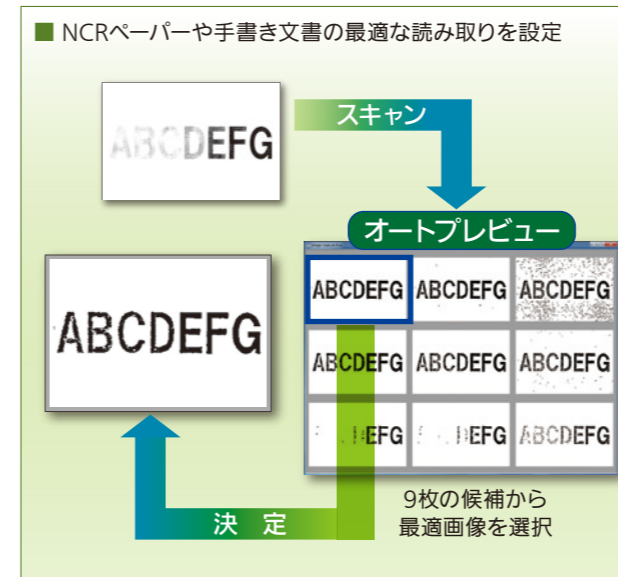 ■ NCRペーパーや手書き文書の最適な読み取りを設定
ABCDEFG
スキャン
オートプレビュー
ABCDEFG ABCDEFG ABCDEFG
ABCDEFG
ABCDEFG ABCDEFG ABCDEFG
EFG EFG ABCDEFG
9枚の候補から
最適画像を選択
決 定